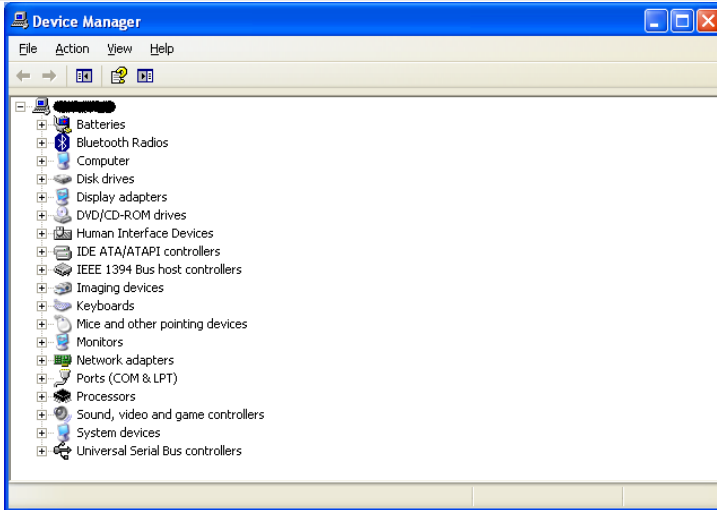 Device Manager
File Action View Help
Batteries
Bluetooth Radios
Computer
Disk drives
Display adapters
DVD/CD-ROM drives
Human Interface Devices
IDE ATA/ATAPI controllers
IEEE 1394 Bus host controllers
Imaging devices
Keyboards
Mice and other pointing devices
Monitors
Network adapters
Ports (COM & LPT)
Processors
Sound, video and game controllers
System devices
Universal Serial Bus controllers